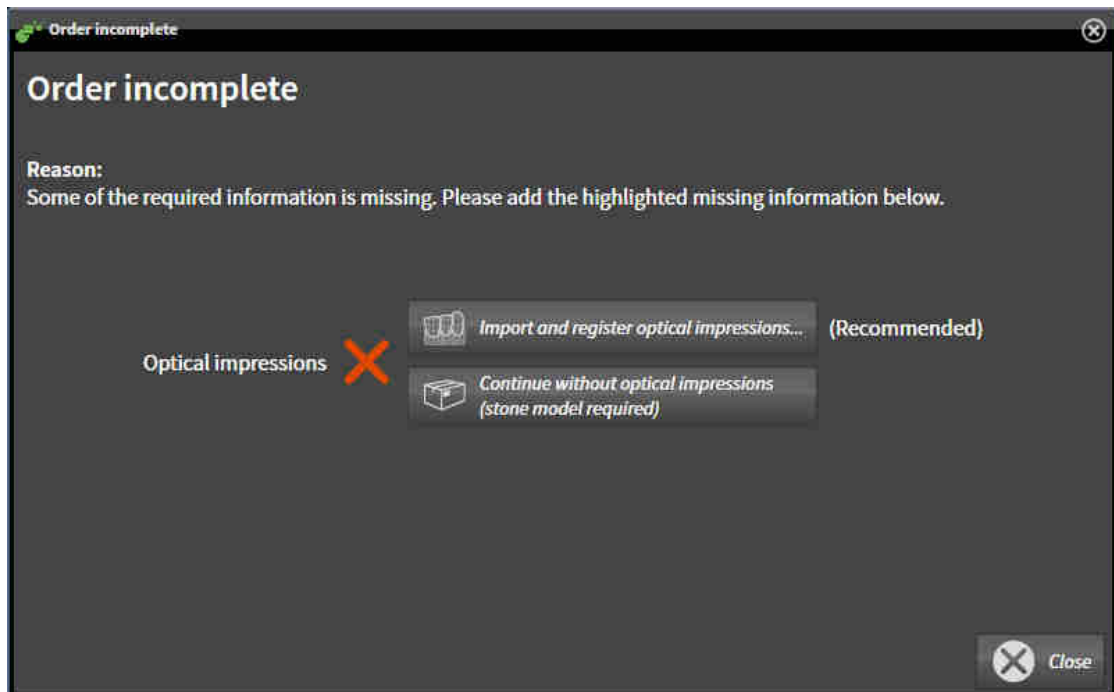 Order incomplete
Order incomplete
Reason:
Some of the required information is missing. Please add the highlighted missing information below.
Optical impressions
Import and register optical impressions...
(Recommended)
Continue without optical impressions
(stone model required)
Close